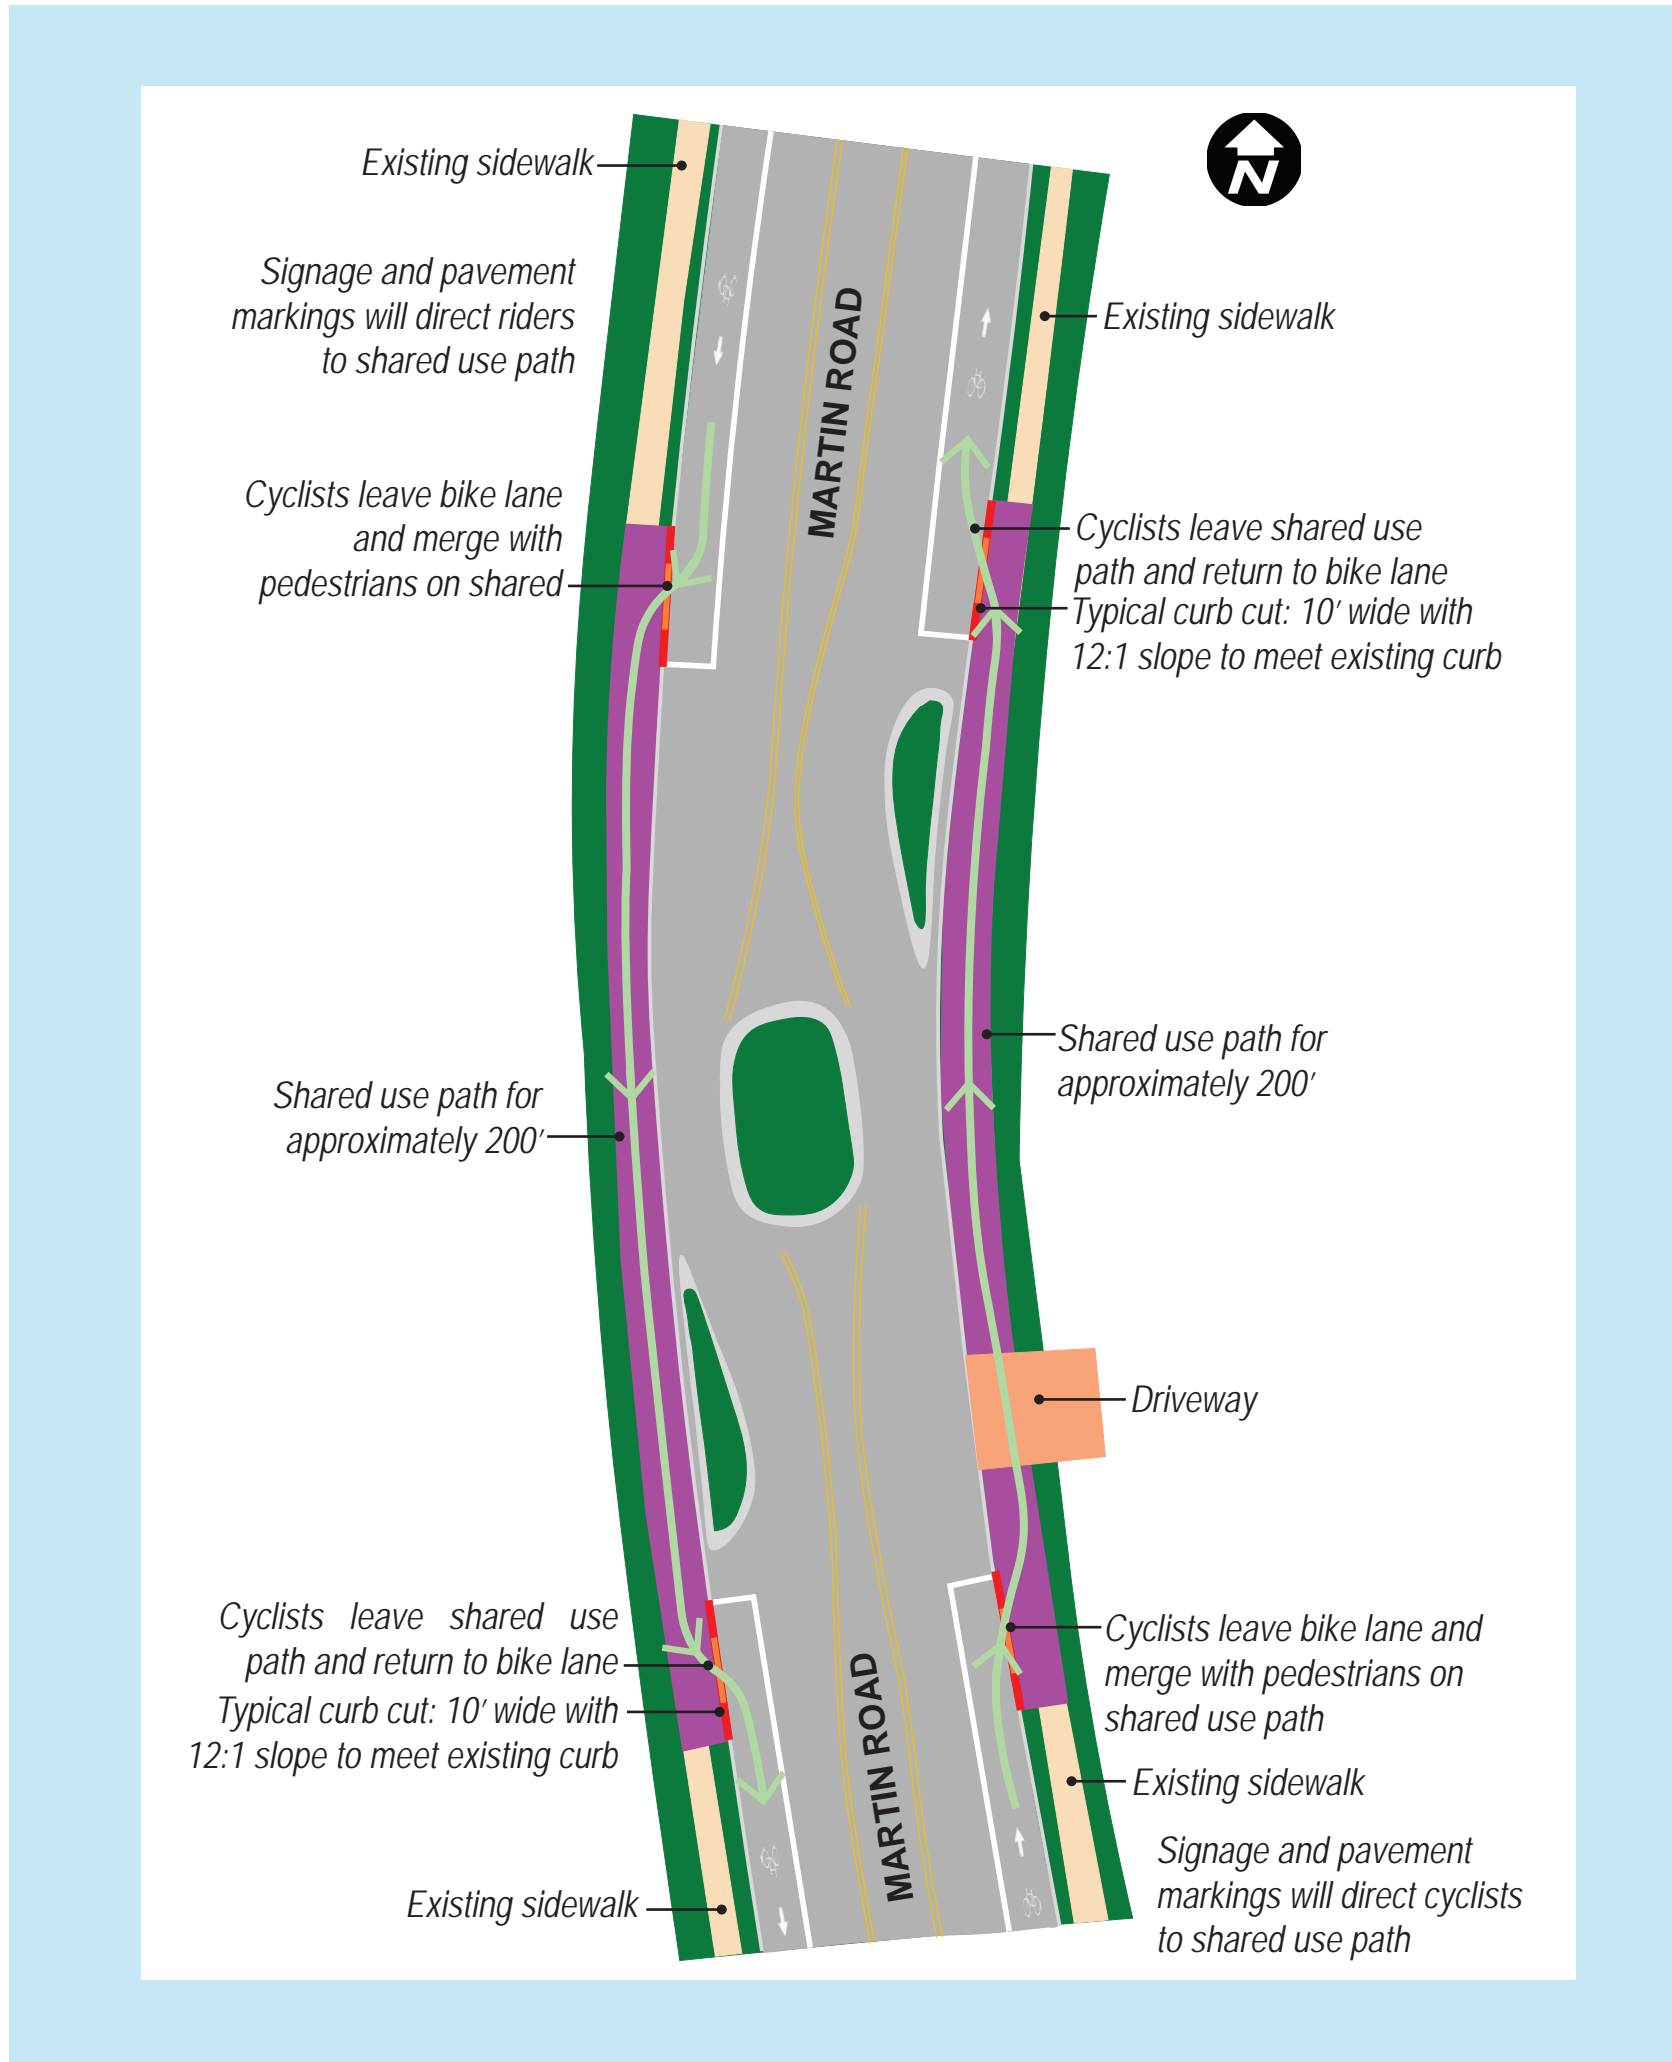 N
Existing sidewalk
Signage and pavement
markings will direct riders
to shared use path
Cyclists leave bike lane
and merge with
pedestrians on shared
Shared use path for
approximately 200'
Cyclists leave shared use
path and return to bike lane
Typical curb cut: 10' wide with
12:1 slope to meet existing curb
Existing sidewalk
MARTIN ROAD
MARTIN ROAD
Existing sidewalk
Cyclists leave shared use
path and return to bike lane
Typical curb cut: 10' wide with
12:1 slope to meet existing curb
Shared use path for
approximately 200'
Driveway
Cyclists leave bike lane and
merge with pedestrians on
shared use path
Existing sidewalk
Signage and pavement
markings will direct cyclists
to shared use path